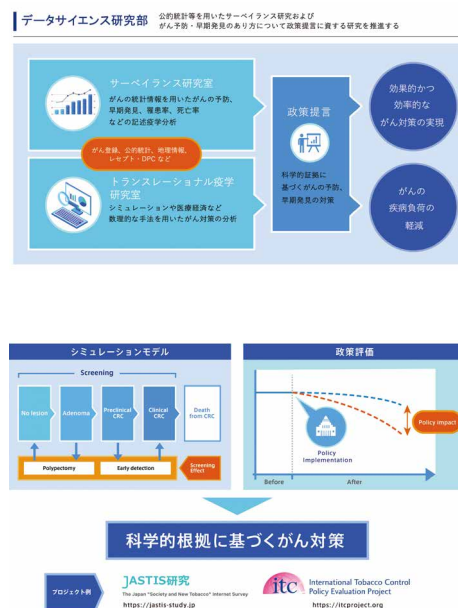 データサイエンス研究部
公的統計等を用いたサーベイランス研究および
がん予防・早期発見のあり方について政策提言に資する研究を推進する
サーベイランス研究室
がんの統計情報を用いたがんの予防、
早期発見、罹患率、死亡率
などの記述疫学分析
がん登録、公的統計、地理情報、
レセプト・DPC など
トランスレーショナル疫学
研究室
シミュレーションや医療経済など
数理的な手法を用いたがん対策の分析
政策提言
科学的証拠に
基づくがんの予防、
早期発見の対策
効果的かつ
効率的な
がん対策の実現
がんの
疾病負荷の
軽減
シミュレーションモデル
Screening
No lesion
Adenoma
Preclinical
CRC
Clinical
CRC
Death
from CRC
Polypectomy
Early detection
Screening
Effect
政策評価
Policy impact
Policy
implementation
Before
After
科学的根拠に基づくがん対策
プロジェクト例
JASTIS研究
The Japan "Society and New Tobacco" Internet Survey
https://jastis-study.jp
itc
International Tobacco Control
Policy Evaluation Project
https://itcproject.org